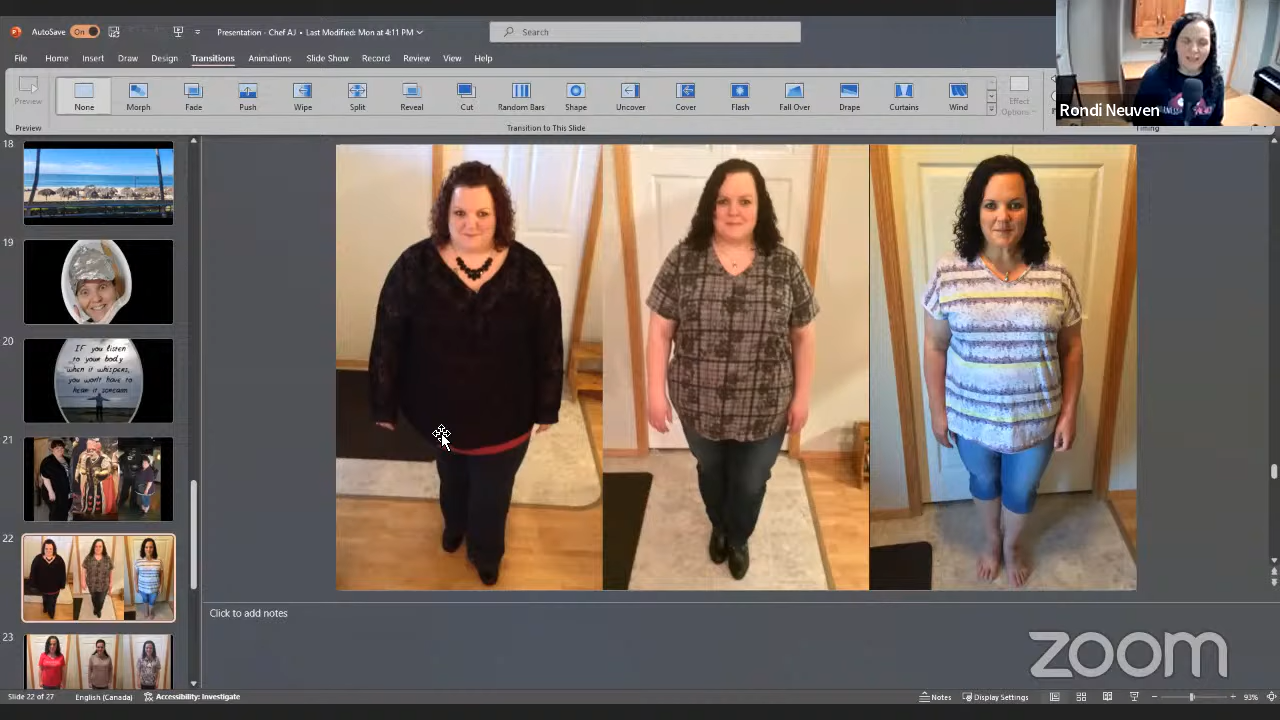 AutoSave
On
Presentation - Chef AJ • Last Modified: Mon at 4:11 PM
Search
File
Home
Insert
Draw
Design
Transitions
Animations
Slide Show
Record
Review
View
Help
Preview
None
Morph
Fade
Push
Wipe
Split
Reveal
Cut
Random Bars
Shape
Uncover
Cover
Flash
Fall Over
Drape
Curtains
Wind
Effect
Options
Preview
Transition to This Slide
Timing
Rondi Neuven
18
19
20
IF you listen
to your body
when it whispers,
you won't have to
hear it scream
21
22
23
Click to add notes
zoom
Slide 22 of 27
English (Canada)
Accessibility: Investigate
Notes
Display Settings
93%